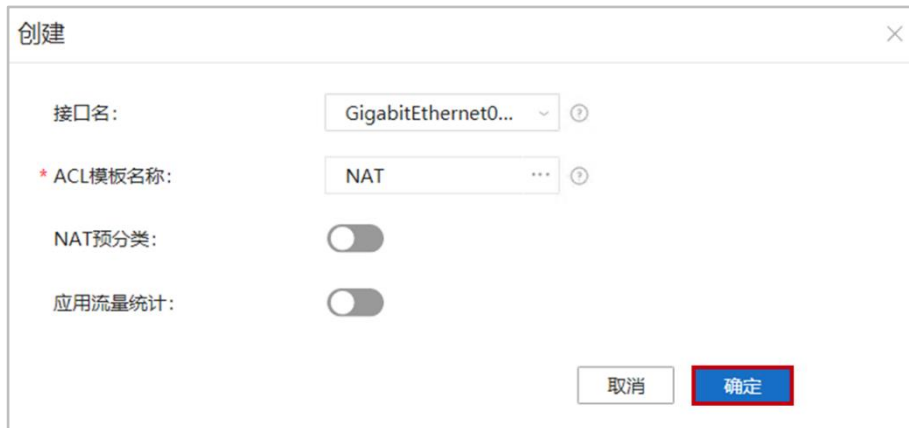 创建
接口名: GigabitEthernet0...
* ACL模板名称: NAT ...
NAT预分类:
应用流量统计:
取消 确定